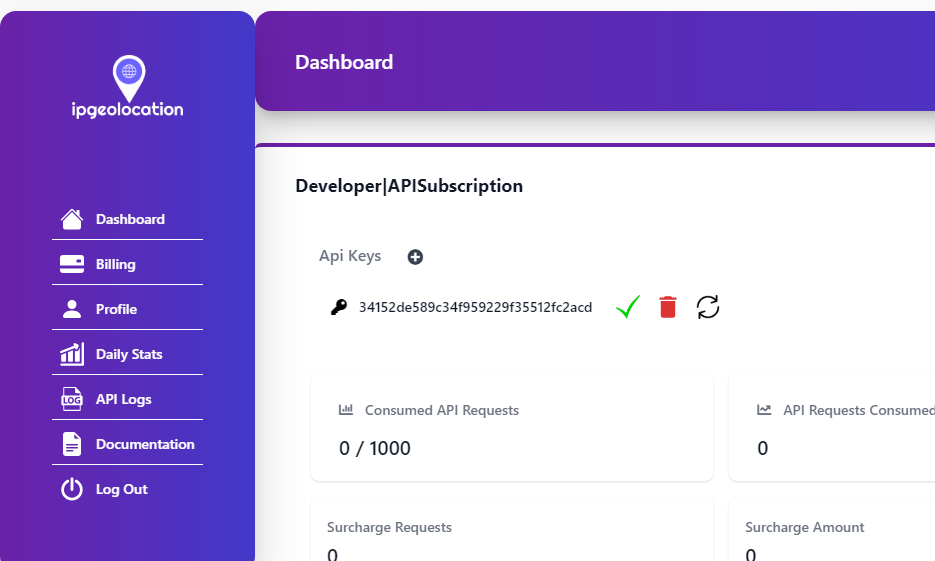 ipgeolocation
Dashboard
Billing
Profile
Daily Stats
LOG
API Logs
Documentation
Log Out
Dashboard
Developer|APISubscription
Api Keys
34152de589c34f959229f35512fc2acd
Consumed API Requests
0 / 1000
API Requests Consumed
0
Surcharge Requests
0
Surcharge Amount
0